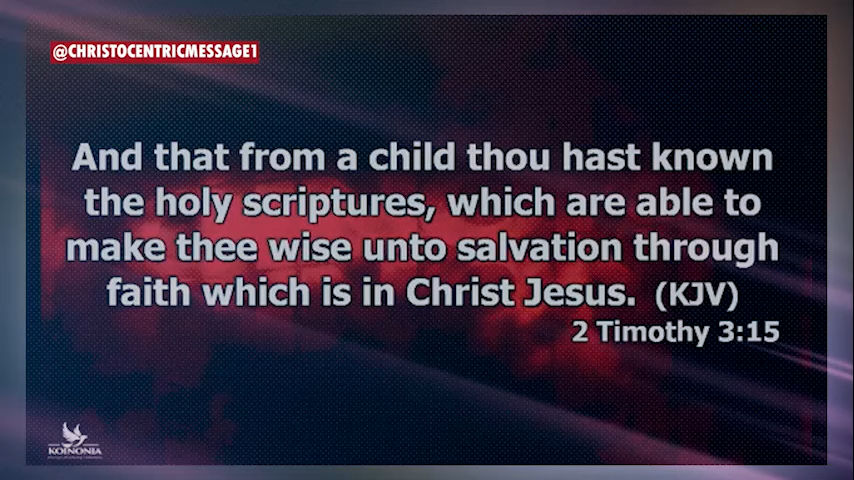 @CHRISTOCENTRICMESSAGE1
And that from a child thou hast known
the holy scriptures, which are able to
make thee wise unto salvation through
faith which is in Christ Jesus. (KJV)
2 Timothy 3:15
KOINONIA